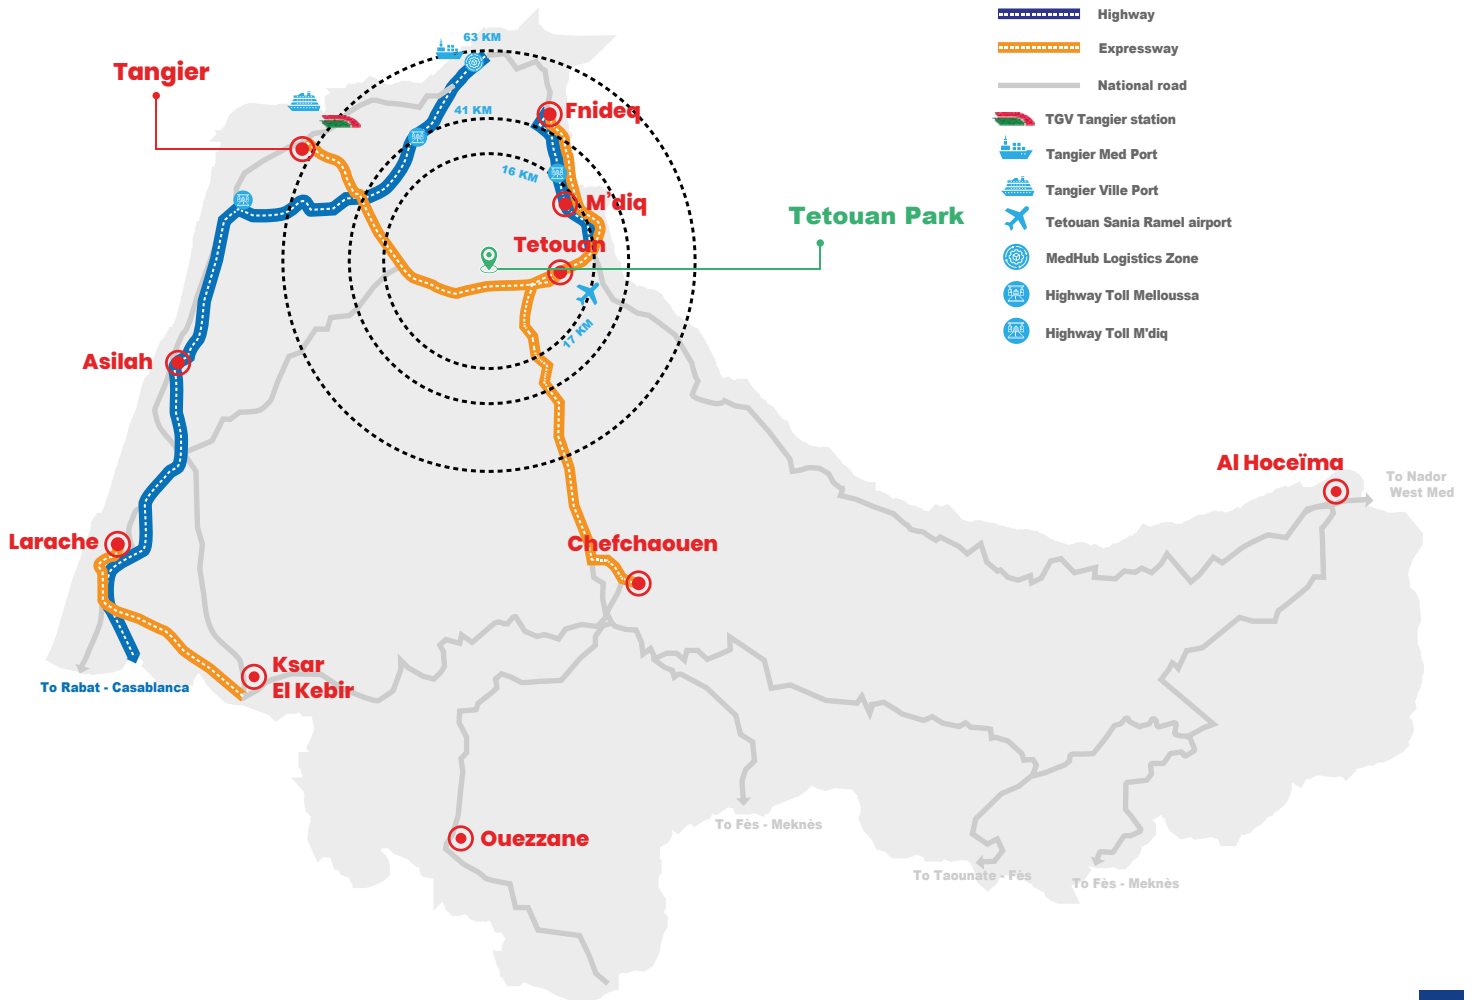 63 KM
Highway
Expressway
National road
TGV Tangier station
Tangier Med Port
Tangier Ville Port
Tetouan Sania Ramel airport
MedHub Logistics Zone
Highway Toll Melloussa
Highway Toll M'diq
Tangier
41 KM
Fnideq
16 KM
M'diq
Tetouan Park
Tetouan
17 KM
Asilah
Al Hoceïma
To Nador
West Med
Larache
Chefchaouen
Ksar
El Kebir
To Rabat - Casablanca
Ouezzane
To Fès - Meknès
To Taounate - Fès
To Fès - Meknès